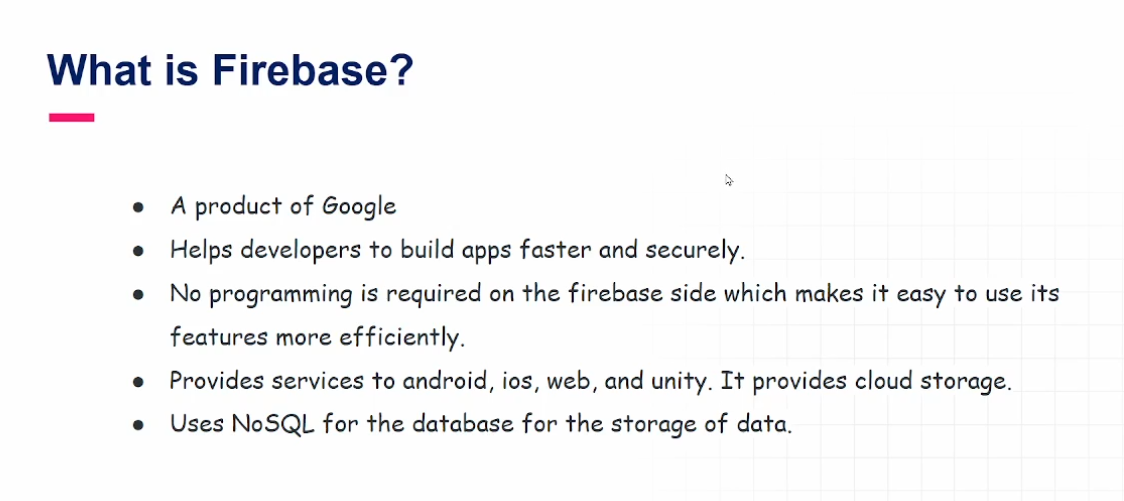 What is Firebase?
● A product of Google
● Helps developers to build apps faster and securely.
● No programming is required on the firebase side which makes it easy to use its
features more efficiently.
● Provides services to android, ios, web, and unity. It provides cloud storage.
● Uses NoSQL for the database for the storage of data.